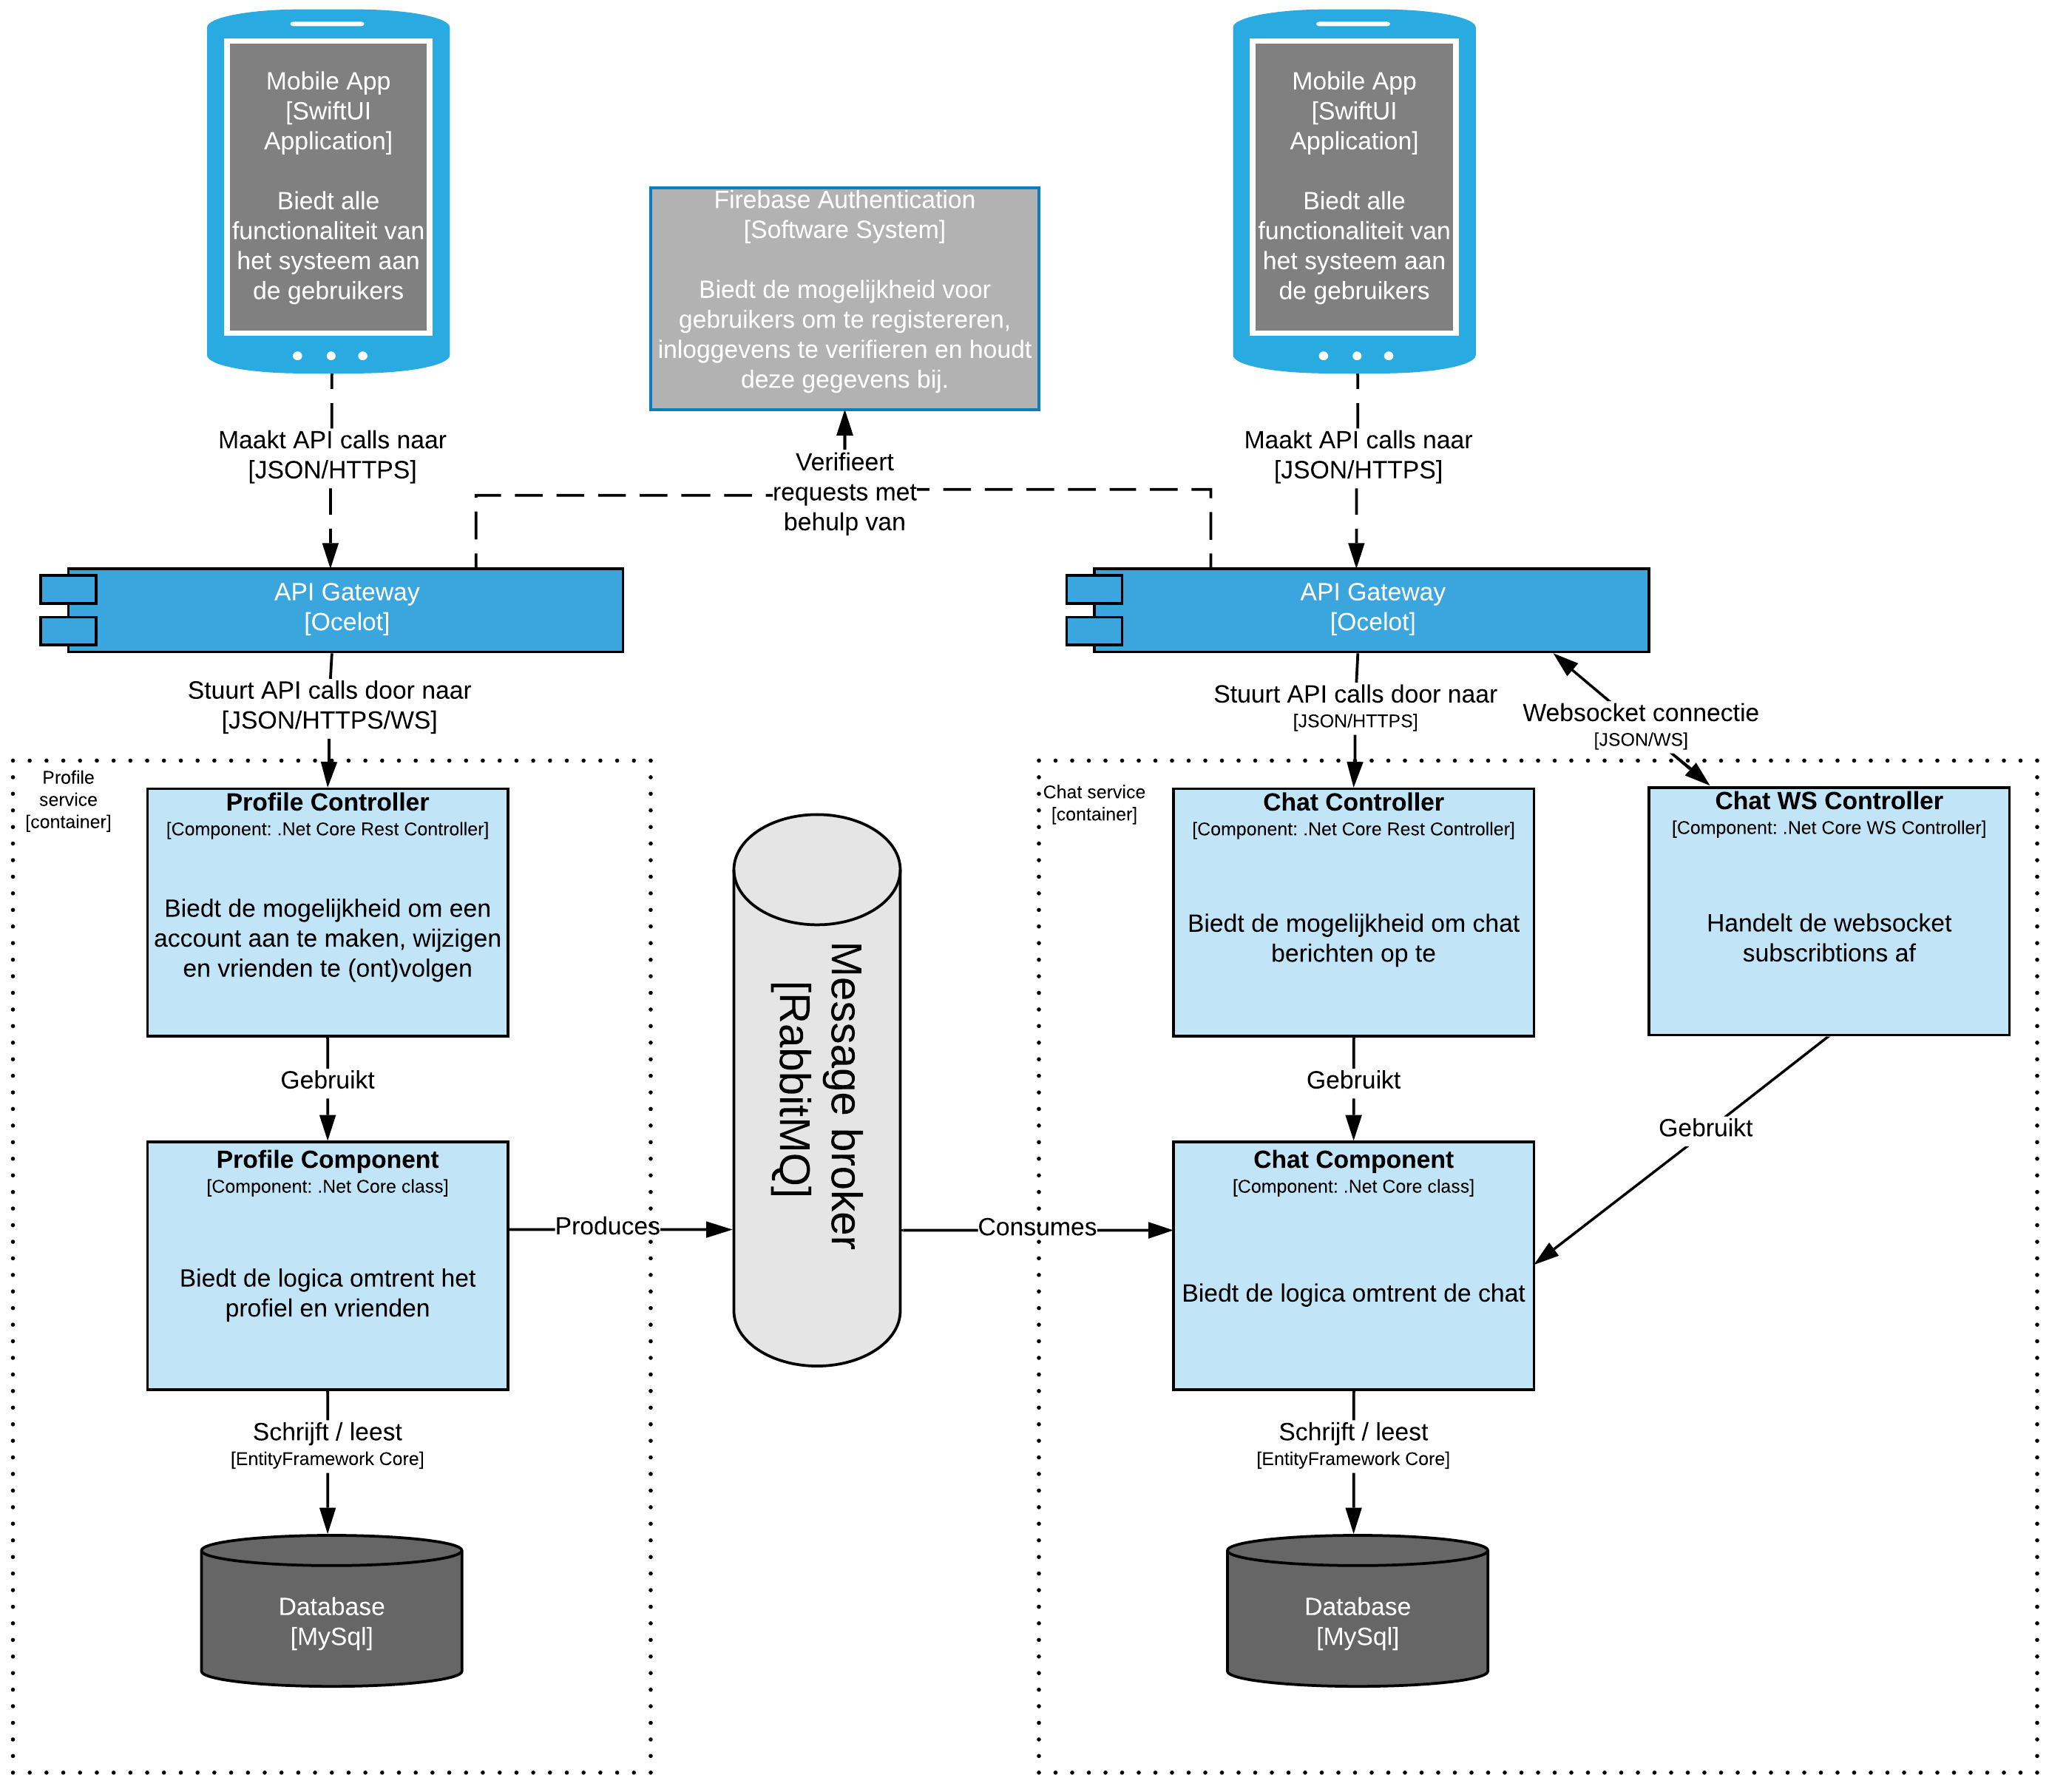 Mobile App
[SwiftUI
Application]
Biedt alle
functionaliteit van
het systeem aan
de gebruikers
Firebase Authentication
[Software System]
Biedt de mogelijkheid voor
gebruikers om te registereren,
inloggevens te verifieren en houdt
deze gegevens bij.
Mobile App
[SwiftUI
Application]
Biedt alle
functionaliteit van
het systeem aan
de gebruikers
Maakt API calls naar
[JSON/HTTPS]
Verifieert
requests met
behulp van
Maakt API calls naar
[JSON/HTTPS]
API Gateway
[Ocelot]
API Gateway
[Ocelot]
Stuurt API calls door naar
[JSON/HTTPS/WS]
Stuurt API calls door naar
[JSON/HTTPS]
Websocket connectie
[JSON/WS]
Profile
service
[container]
Profile Controller
[Component: .Net Core Rest Controller]
Biedt de mogelijkheid om een
account aan te maken, wijzigen
en vrienden te (ont)volgen
Gebruikt
Profile Component
[Component: .Net Core class]
Biedt de logica omtrent het
profiel en vrienden
Produces
Schrijft / leest
[EntityFramework Core]
Database
[MySql]
Message broker
[RabbitMQ]
Consumes
Chat service
[container]
Chat Controller
[Component: .Net Core Rest Controller]
Biedt de mogelijkheid om chat
berichten op te
Chat WS Controller
[Component: .Net Core WS Controller]
Handelt de websocket
subscribtions af
Gebruikt
Gebruikt
Chat Component
[Component: .Net Core class]
Biedt de logica omtrent de chat
Schrijft / leest
[EntityFramework Core]
Database
[MySql]